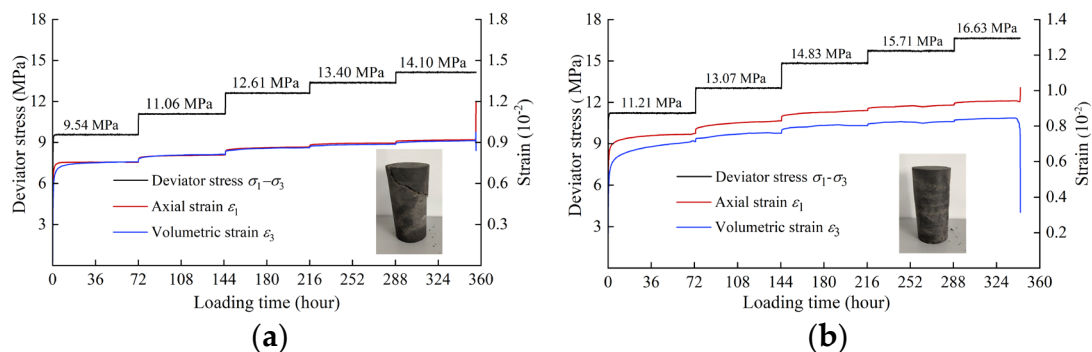 18
15
12
9
6
3
Deviator stress (MPa)
9.54 MPa
11.06 MPa
12.61 MPa
13.40 MPa
14.10 MPa
Deviator stress σ1−σ3
Axial strain ε1
Volumetric strain ε3
1.8
1.5
1.2
0.9
0.6
0.3
Strain (10-2)
0 36 72 108 144 180 216 252 288 324 360
Loading time (hour)
(a)
18
15
12
9
6
3
Deviator stress ( MPa)
11.21 MPa
13.07 MPa
14.83 MPa
15.71 MPa
16.63 MPa
Deviator stress σ1-σ3
Axial strain ε1
Volumetric strain ε3
1.4
1.2
1.0
0.8
0.6
0.4
0.2
Strain (10-2)
0 36 72 108 144 180 216 252 288 324 360
Loading time (hour)
(b)